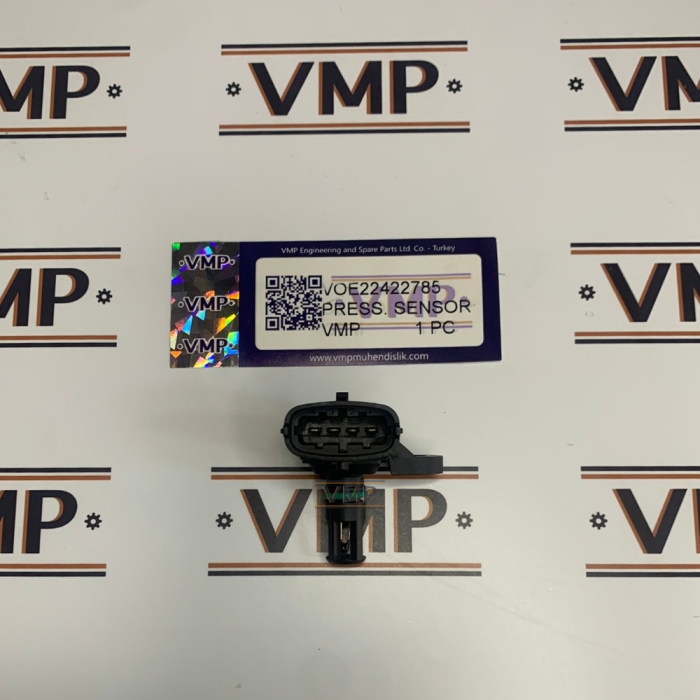 VMP VMP VMP
VMP Engineering and Spare Parts Ltd. Co. - Turkey
VMP
VMP
VMP
VOE22422785
PRESS. SENSOR
VMP 1 PC
www.vmpmuhendislik.com
VMP VMP
VMP
VMP VMP VMP